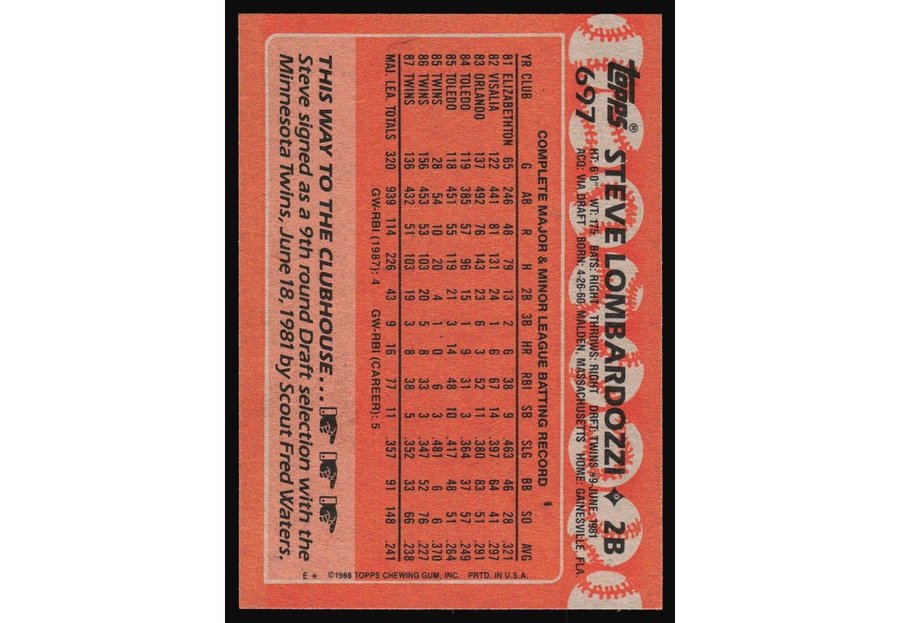 topps® STEVE LOMBARDOZZI 2B
697 HT: 6'0" WT: 175 BATS: RIGHT THROWS: RIGHT DRFT: TWINS #9-JUNE, 1981
ACQ: VIA DRAFT BORN: 4-26-60, MALDEN, MASSACHUSETTS HOME: GAINESVILLE, FLA.
COMPLETE MAJOR & MINOR LEAGUE BATTING RECORD
YR CLUB G AB R H 2B 3B HR RBI SB SLG BB SO AVG
81 ELIZABETHTON 65 246 48 79 13 2 6 38 9 .463 46 28 .321
82 VISALIA 122 441 81 131 24 1 6 67 14 .397 64 41 .297
83 ORLANDO 137 492 76 143 23 6 3 52 11 .380 .291
84 TOLEDO 119 385 57 96 15 3 9 31 3 .364 37 57 .249
85 TOLEDO 118 451 55 119 21 3 14 48 10 .417 48 51 .264
85 TWINS 28 54 10 20 4 1 0 6 3 .481 6 6 .370
86 TWINS 156 453 53 103 20 5 8 33 3 .347 52 76 .227
87 TWINS 136 432 51 103 19 3 8 38 5 .352 33 66 .238
MAJ. LEA. TOTALS 320 939 114 226 43 9 16 77 11 .357 91 148 .241
GW-RBI (1987): 4 GW-RBI (CAREER): 5
THIS WAY TO THE CLUBHOUSE...
Steve signed as a 9th round Draft selection with the
Minnesota Twins, June 18, 1981 by Scout Fred Waters.
E * ©1986 TOPPS CHEWING GUM, INC. PRTD. IN U.S.A.